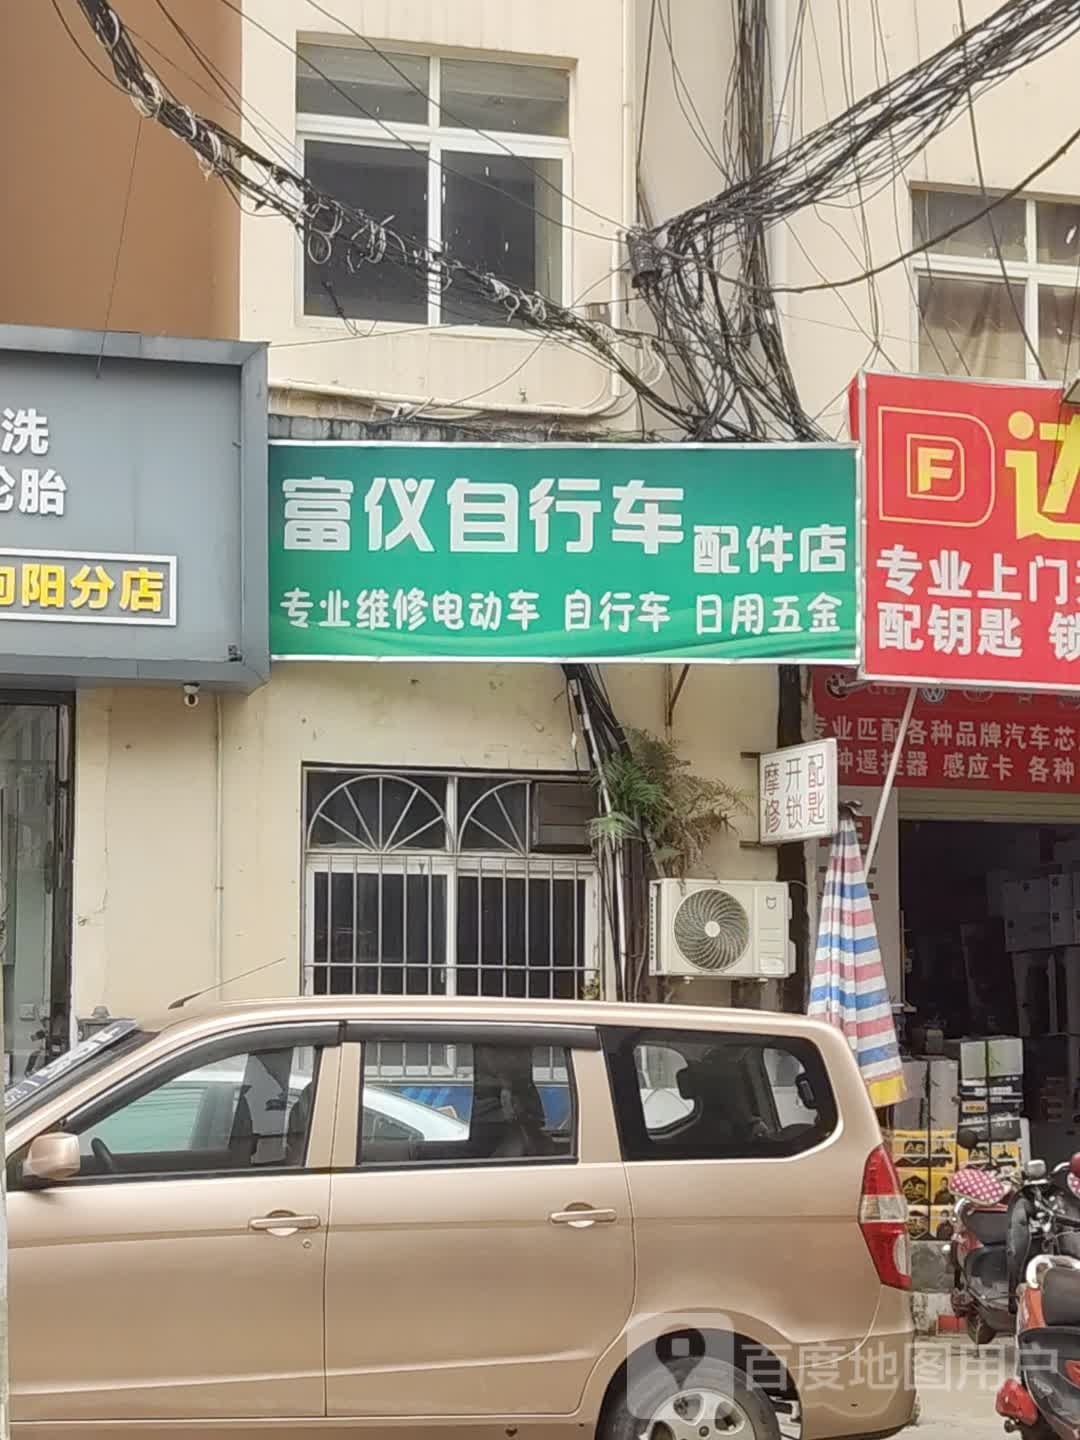 洗
轮胎
向阳分店
富仪自行车 配件店
专业维修电动车 自行车 日用五金
F
专业上门
配钥匙 锁
专业匹配各种品牌汽车芯
种遥控器 感应卡 各种
摩开配
修锁匙
百度地图用户